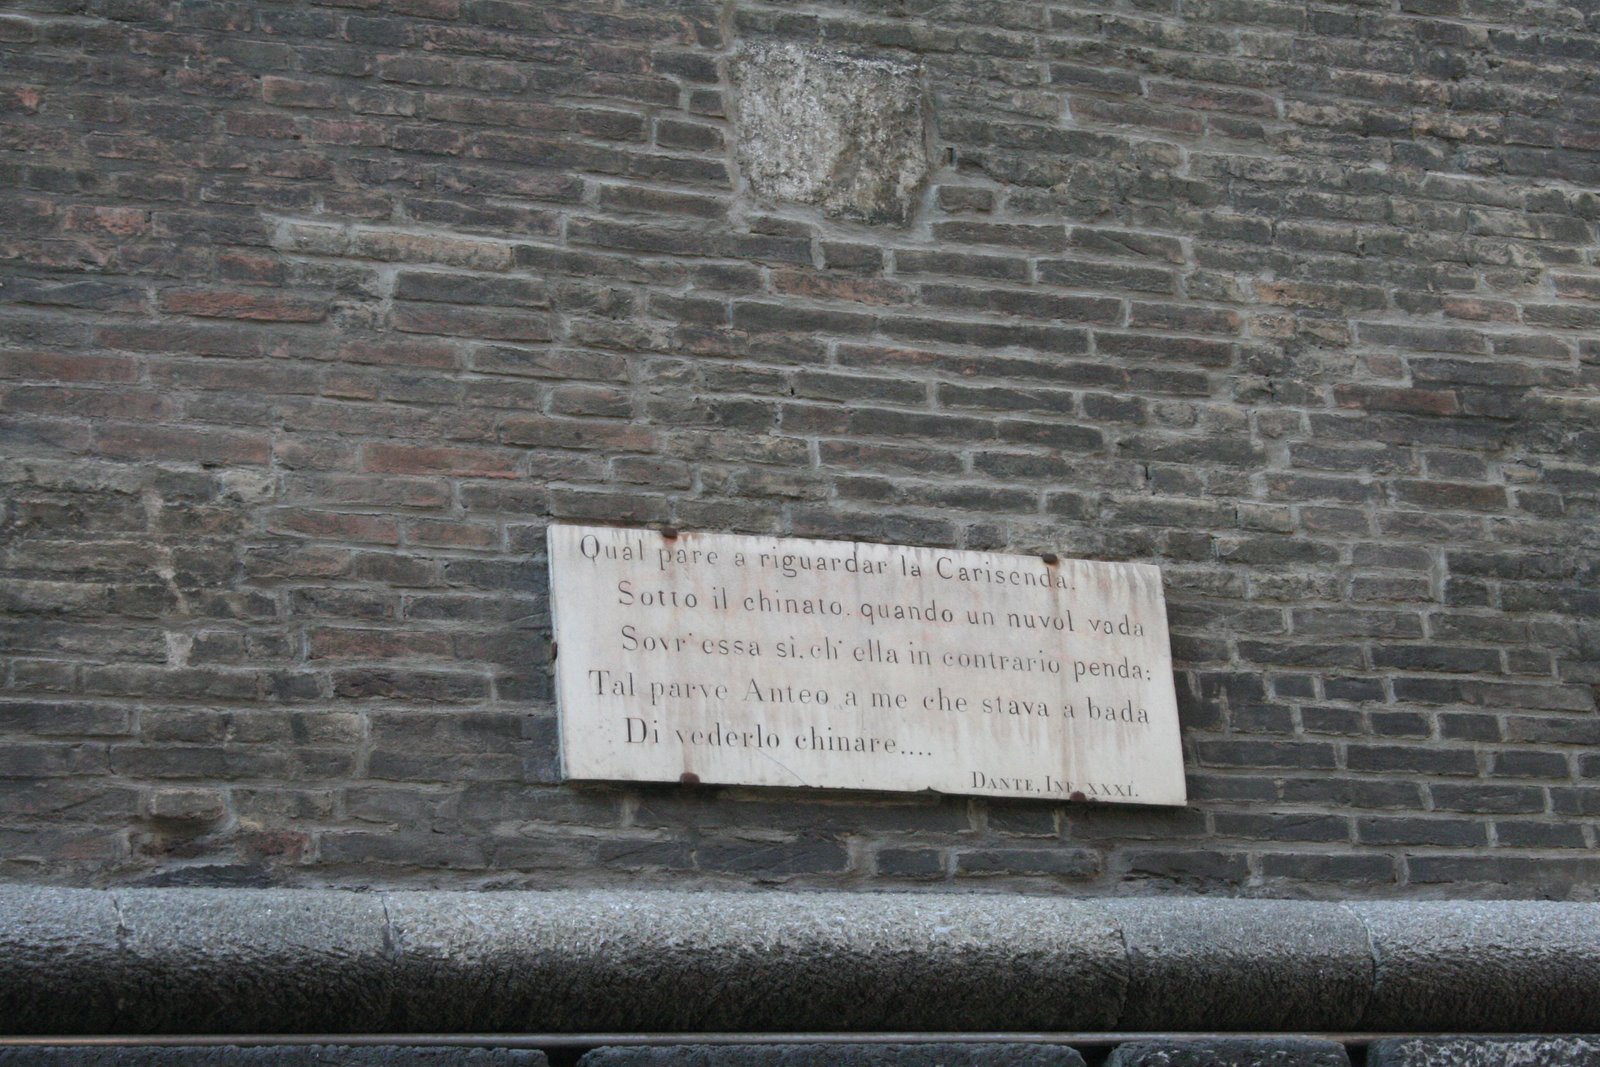 Qual pare a riguardar la Carisenda.
Sotto il chinato. quando un nuvol vada
Sovr' essa sì. ch' ella in contrario penda:
Tal parve Anteo a me che stava a bada
Di vederlo chinare....
DANTE, INF. XXXI.